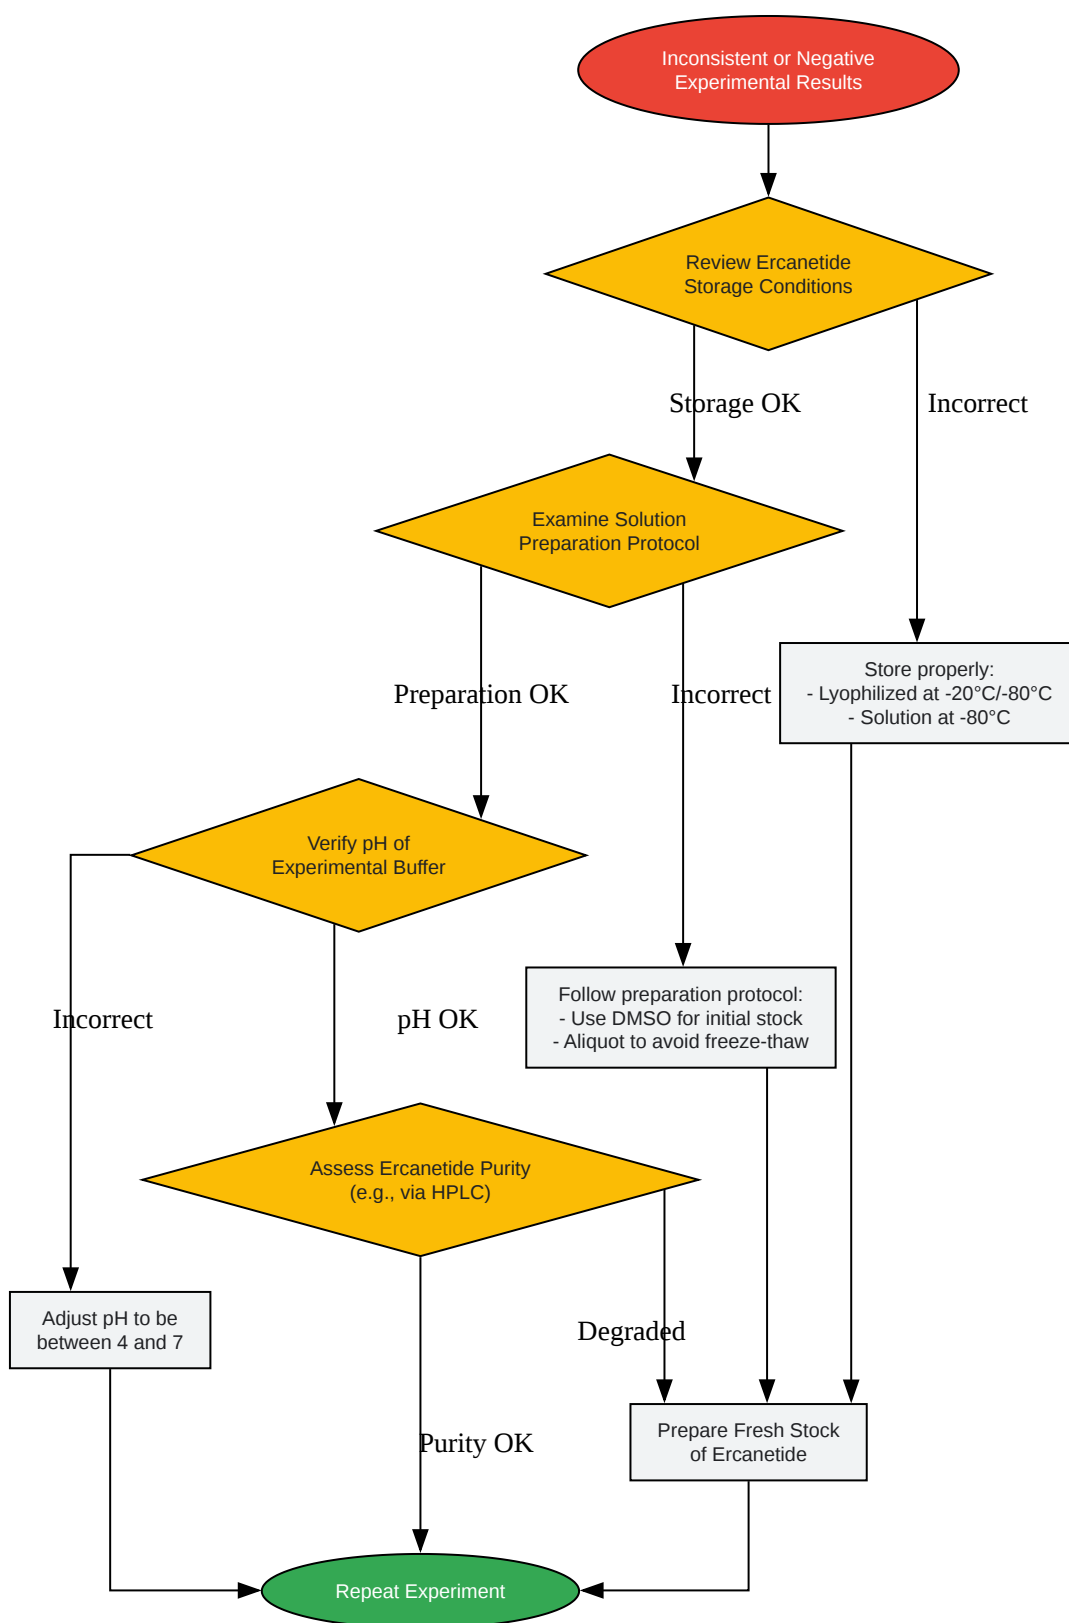 Inconsistent or Negative
Experimental Results
Review Ercanetide
Storage Conditions
Storage OK
Incorrect
Examine Solution
Preparation Protocol
Preparation OK
Incorrect
Store properly:
- Lyophilized at -20°C/-80°C
- Solution at -80°C
Verify pH of
Experimental Buffer
Incorrect
pH OK
Follow preparation protocol:
- Use DMSO for initial stock
- Aliquot to avoid freeze-thaw
Assess Ercanetide Purity
(e.g., via HPLC)
Adjust pH to be
between 4 and 7
Degraded
Purity OK
Prepare Fresh Stock
of Ercanetide
Repeat Experiment